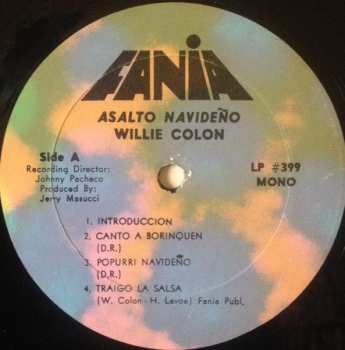 FANIA
ASALTO NAVIDEÑO
WILLIE COLON
Side A
Recording Director:
Johnny Pacheco
Produced By:
Jerry Masucci
LP #399
MONO
1. INTRODUCCION
2. CANTO A BORINQUEN
(D.R.)
3. POPURRI NAVIDEÑO
(D.R.)
4. TRAIGO LA SALSA
(W. Colon-H. Lavoe) Fania Publ.